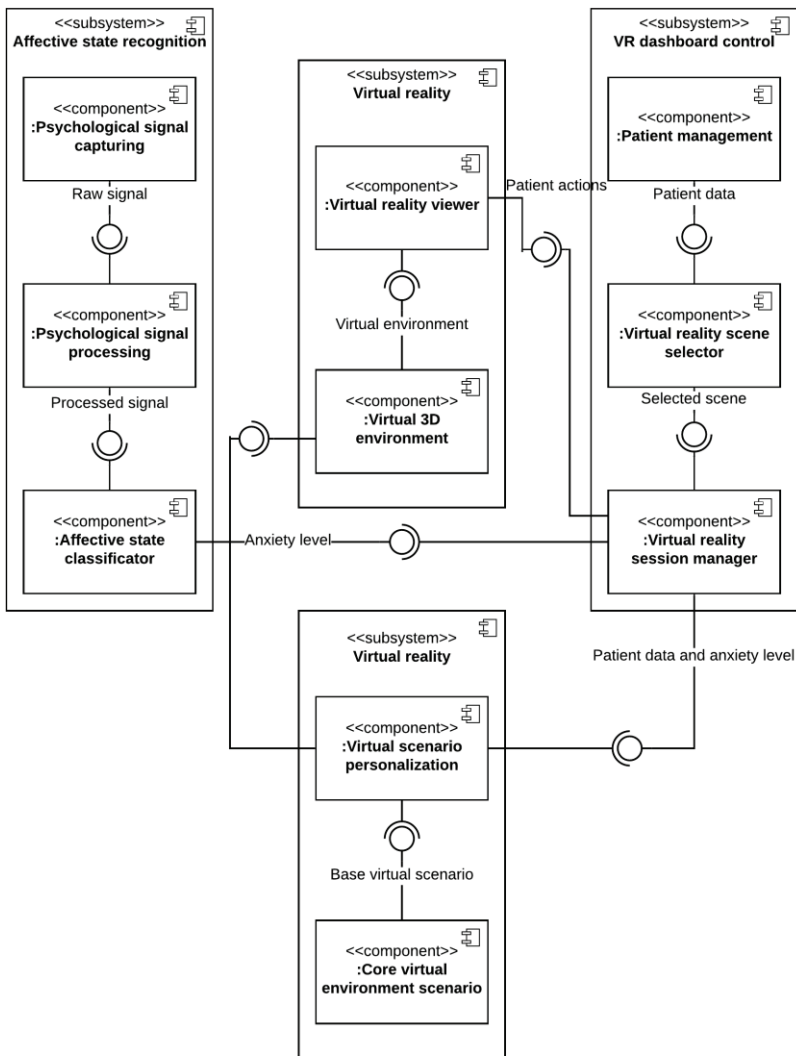 <<subsystem>>
Affective state recognition
<<component>>
:Psychological signal
capturing
Raw signal
<<component>>
:Psychological signal
processing
Processed signal
<<component>>
:Affective state
classificator
Anxiety level
<<subsystem>>
Virtual reality
<<component>>
:Virtual reality viewer
Patient actions
Virtual environment
<<component>>
:Virtual 3D
environment
<<subsystem>>
VR dashboard control
<<component>>
:Patient management
Patient data
<<component>>
:Virtual reality scene
selector
Selected scene
<<component>>
:Virtual reality
session manager
Patient data and anxiety level
<<subsystem>>
Virtual reality
<<component>>
:Virtual scenario
personalization
Base virtual scenario
<<component>>
:Core virtual
environment scenario